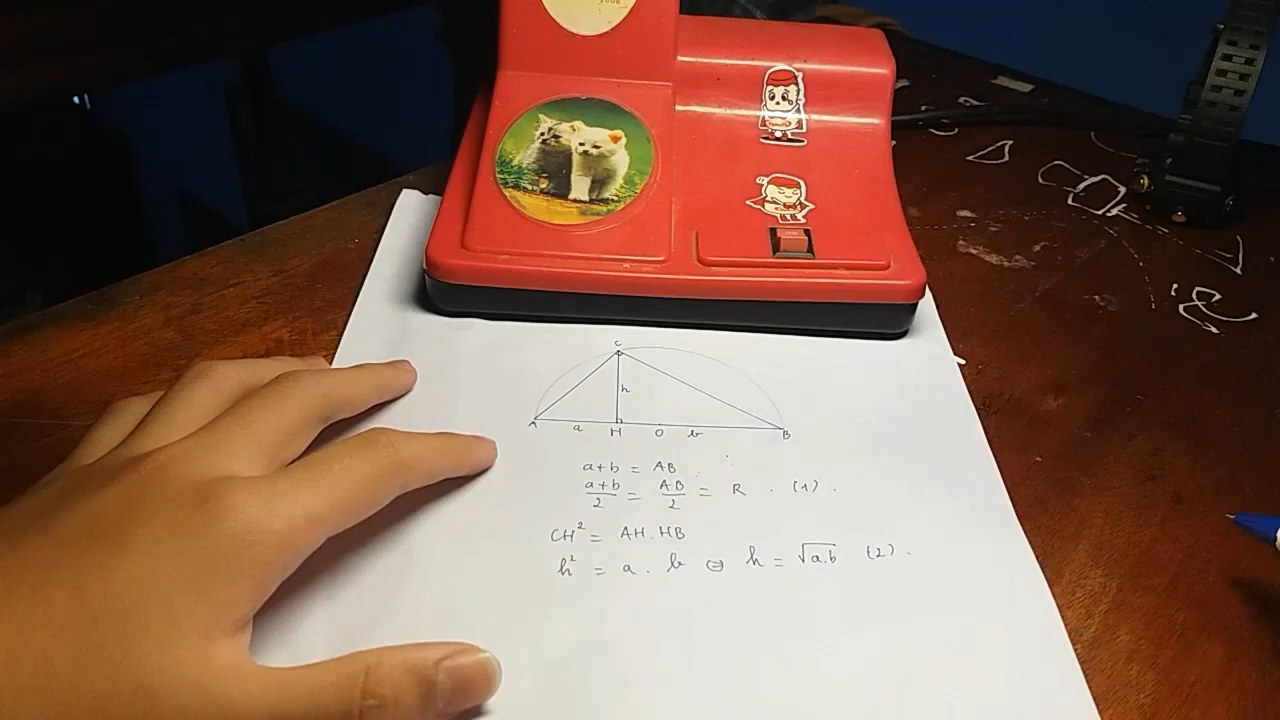 C
h
A a H O b B
a+b = AB
a+b/2 = AB/2 = R . (1) .
CH² = AH.HB
h² = a . b ⇔ h = √a.b (2) .